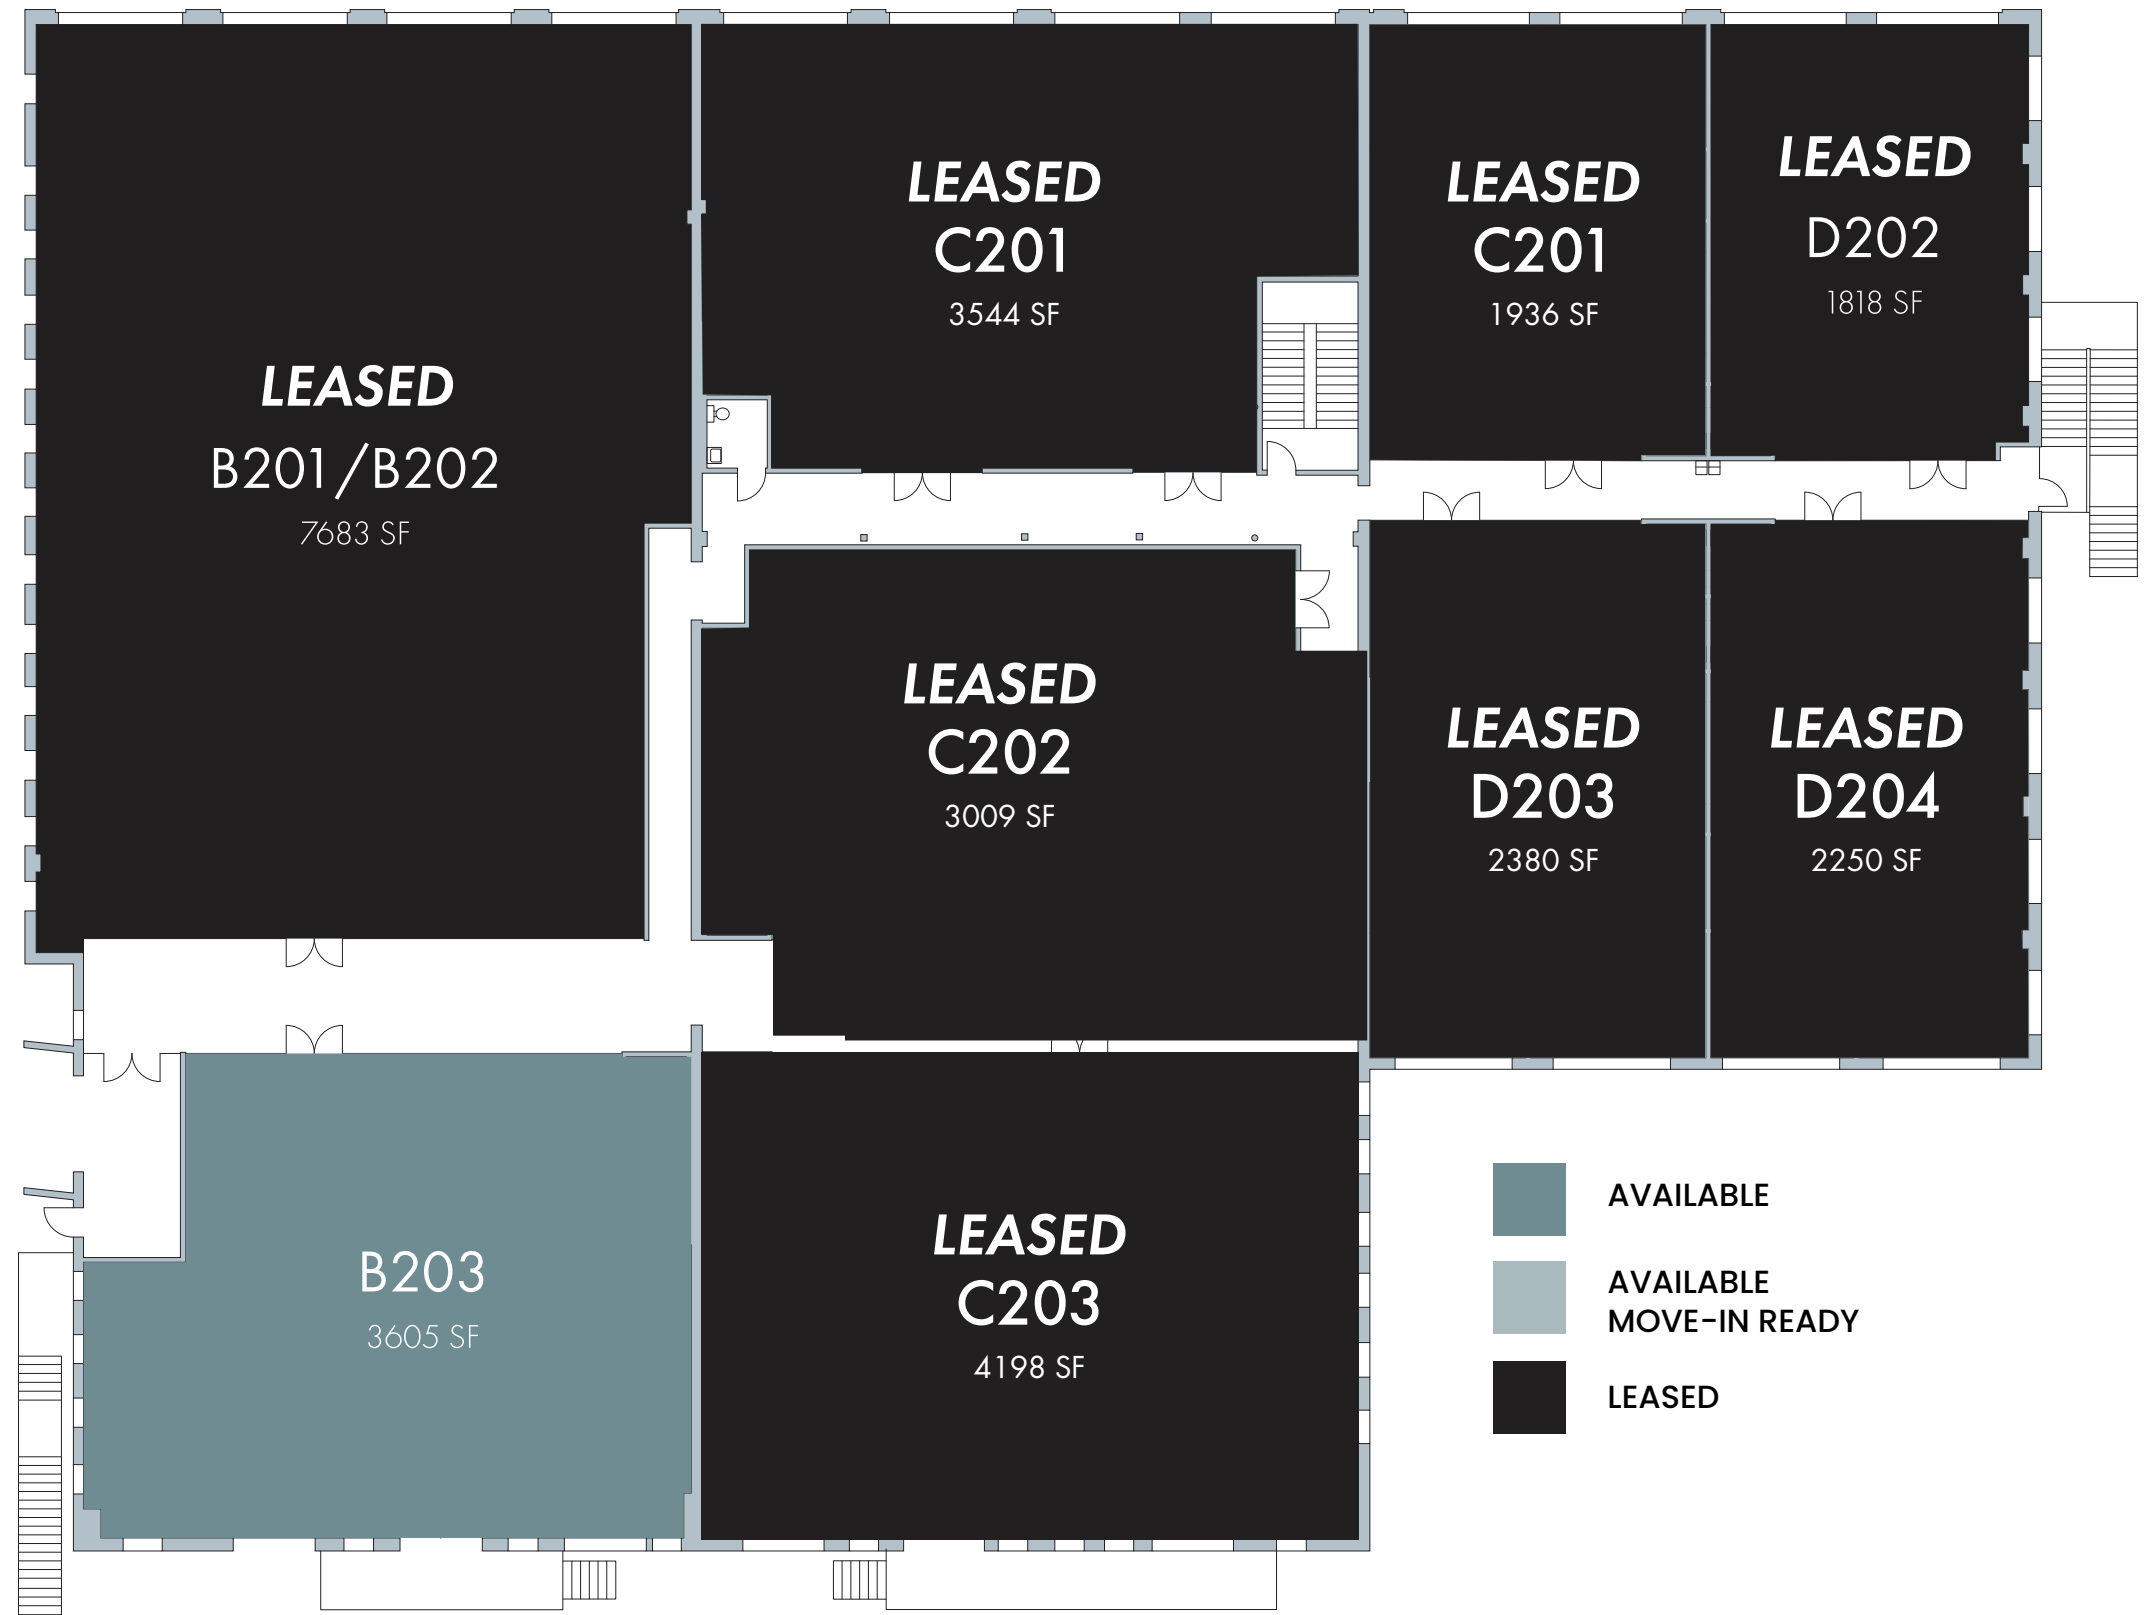 LEASED
B201/B202
7683 SF
LEASED
C201
3544 SF
LEASED
C201
1936 SF
LEASED
D202
1818 SF
LEASED
C202
3009 SF
LEASED
D203
2380 SF
LEASED
D204
2250 SF
B203
3605 SF
LEASED
C203
4198 SF
AVAILABLE
AVAILABLE
MOVE-IN READY
LEASED